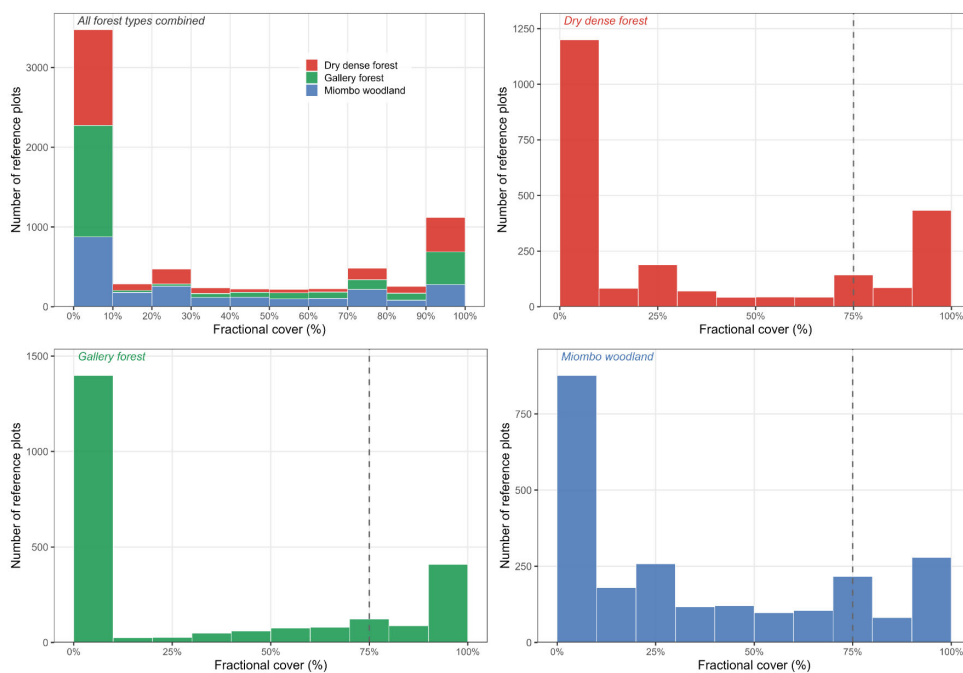 All forest types combined
Number of reference plots
3000
2000
1000
0
Dry dense forest
Gallery forest
Miombo woodland
0% 10% 20% 30% 40% 50% 60% 70% 80% 90% 100%
Fractional cover (%)
Dry dense forest
Number of reference plots
1250
1000
750
500
250
0
0% 25% 50% 75% 100%
Fractional cover (%)
Gallery forest
Number of reference plots
1500
1000
500
0
0% 25% 50% 75% 100%
Fractional cover (%)
Miombo woodland
Number of reference plots
750
500
250
0
0% 25% 50% 75% 100%
Fractional cover (%)